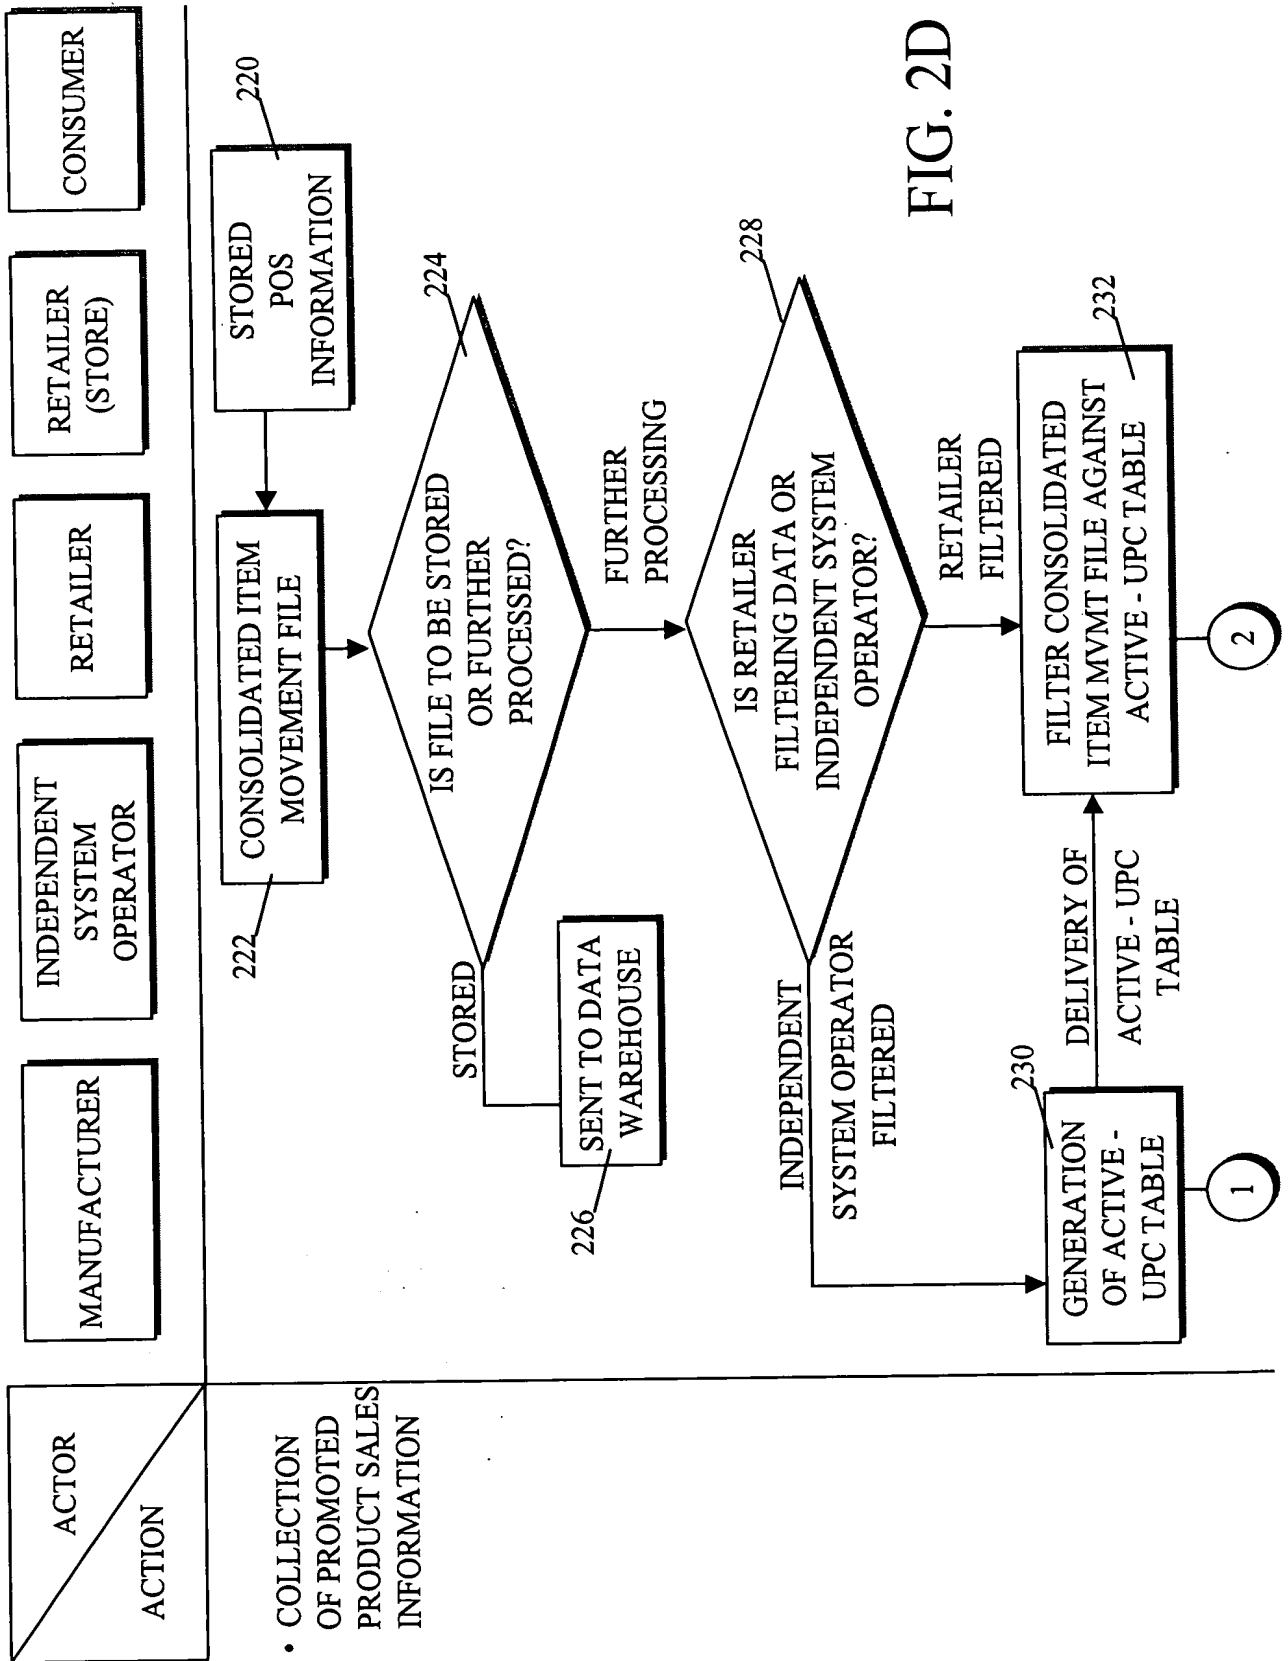 ACTOR
ACTION
MANUFACTURER
INDEPENDENT
SYSTEM
OPERATOR
RETAILER
RETAILER
(STORE)
CONSUMER
• COLLECTION
OF PROMOTED
PRODUCT SALES
INFORMATION
220
STORED
POS
INFORMATION
222
CONSOLIDATED ITEM
MOVEMENT FILE
224
IS FILE TO BE STORED
OR FURTHER
PROCESSED?
STORED
226
SENT TO DATA
WAREHOUSE
FURTHER
PROCESSING
228
IS RETAILER
FILTERING DATA OR
INDEPENDENT SYSTEM
OPERATOR?
INDEPENDENT
SYSTEM OPERATOR
FILTERED
RETAILER
FILTERED
230
GENERATION
OF ACTIVE -
UPC TABLE
DELIVERY OF
ACTIVE - UPC
TABLE
232
FILTER CONSOLIDATED
ITEM MVMT FILE AGAINST
ACTIVE - UPC TABLE
1
2
FIG. 2D